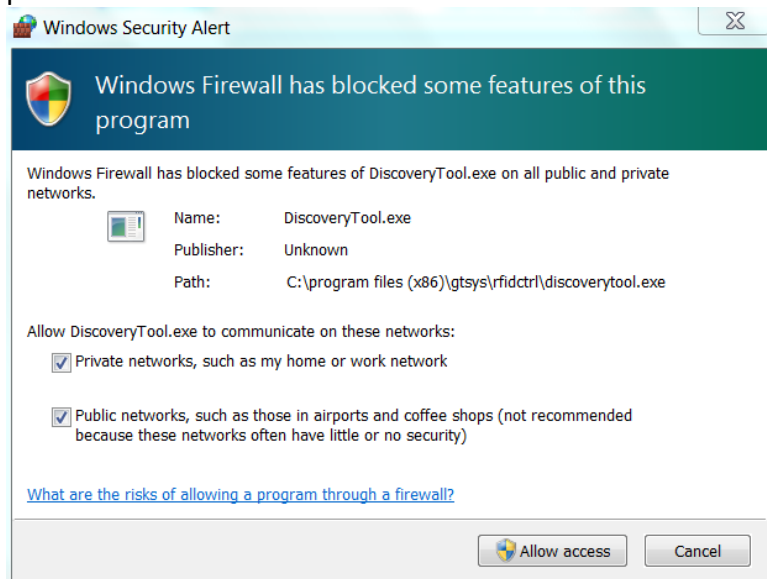 Windows Security Alert
Windows Firewall has blocked some features of this
program
Windows Firewall has blocked some features of DiscoveryTool.exe on all public and private
networks.
Name: DiscoveryTool.exe
Publisher: Unknown
Path: C:\program files (x86)\gtsys\rfidctrl\discoverytool.exe
Allow DiscoveryTool.exe to communicate on these networks:
Private networks, such as my home or work network
Public networks, such as those in airports and coffee shops (not recommended
because these networks often have little or no security)
What are the risks of allowing a program through a firewall?
Allow access Cancel